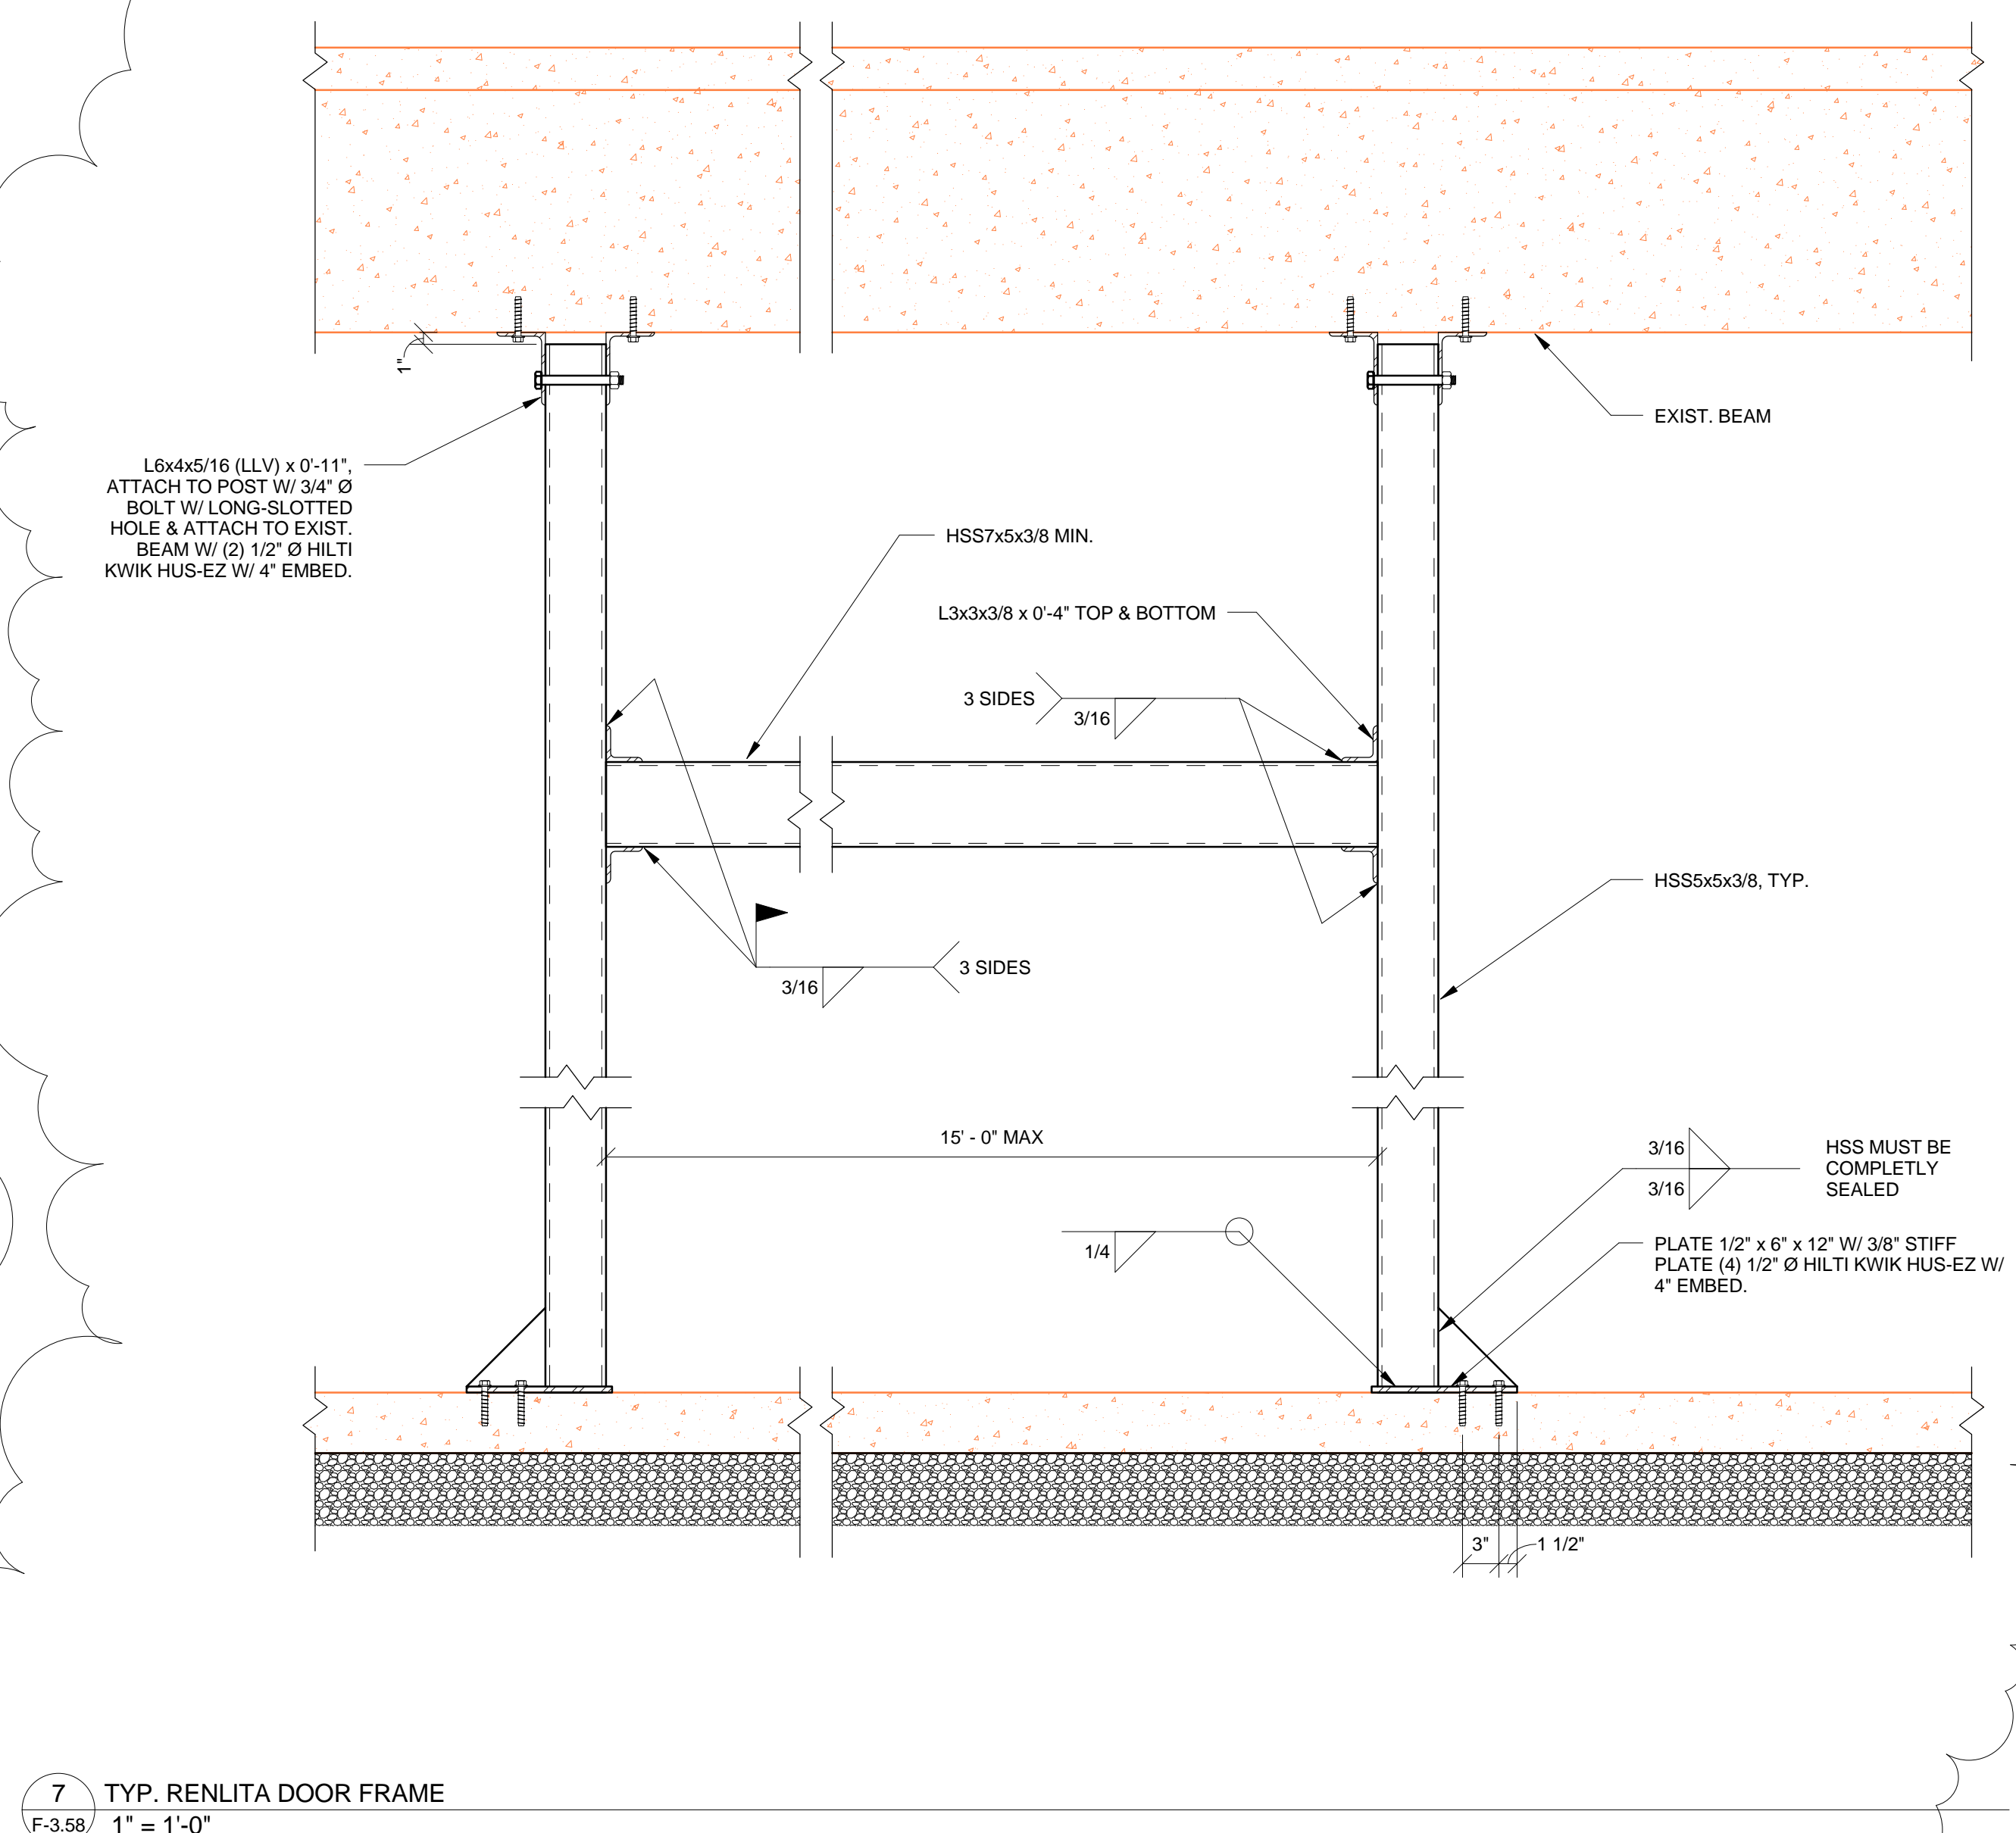 1"
L6x4x5/16 (LLV) x 0'-11",
ATTACH TO POST W/ 3/4" Ø
BOLT W/ LONG-SLOTTED
HOLE & ATTACH TO EXIST.
BEAM W/ (2) 1/2" Ø HILTI
KWIK HUS-EZ W/ 4" EMBED.
EXIST. BEAM
HSS7x5x3/8 MIN.
L3x3x3/8 x 0'-4" TOP & BOTTOM
3 SIDES
3/16
HSS5x5x3/8, TYP.
3/16
3 SIDES
15' - 0" MAX
3/16
3/16
HSS MUST BE
COMPLETLY
SEALED
1/4
PLATE 1/2" x 6" x 12" W/ 3/8" STIFF
PLATE (4) 1/2" Ø HILTI KWIK HUS-EZ W/
4" EMBED.
3"
1 1/2"
7
TYP. RENLITA DOOR FRAME
F-3.58
1" = 1'-0"